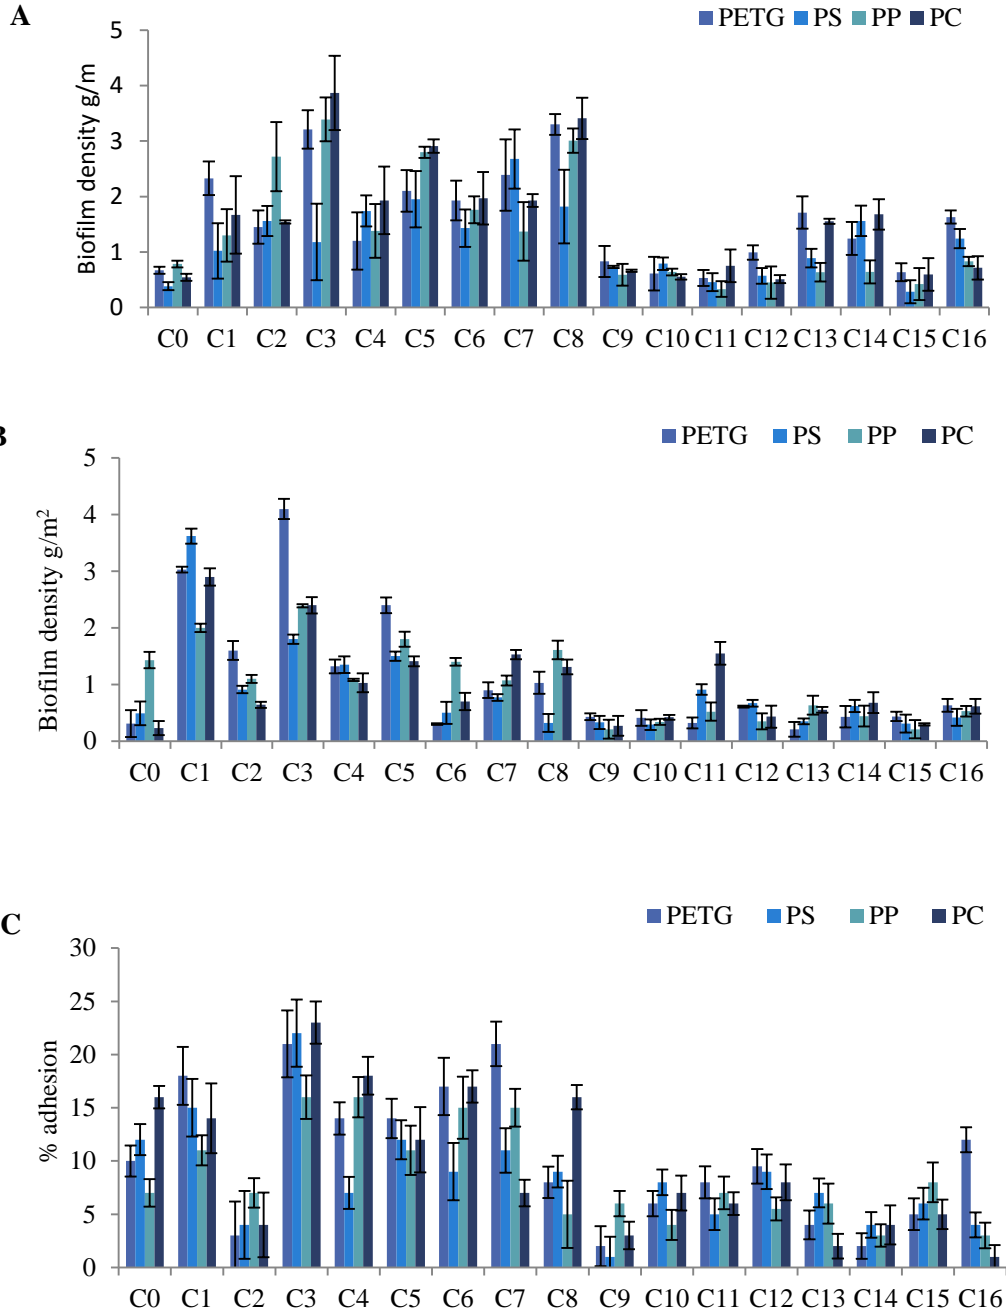 A
PETG PS PP PC
Biofilm density g/m
5
4
3
2
1
0
C0 C1 C2 C3 C4 C5 C6 C7 C8 C9 C10 C11 C12 C13 C14 C15 C16
B
PETG PS PP PC
Biofilm density g/m²
5
4
3
2
1
0
C0 C1 C2 C3 C4 C5 C6 C7 C8 C9 C10 C11 C12 C13 C14 C15 C16
C
PETG PS PP PC
% adhesion
30
25
20
15
10
5
0
C0 C1 C2 C3 C4 C5 C6 C7 C8 C9 C10 C11 C12 C13 C14 C15 C16